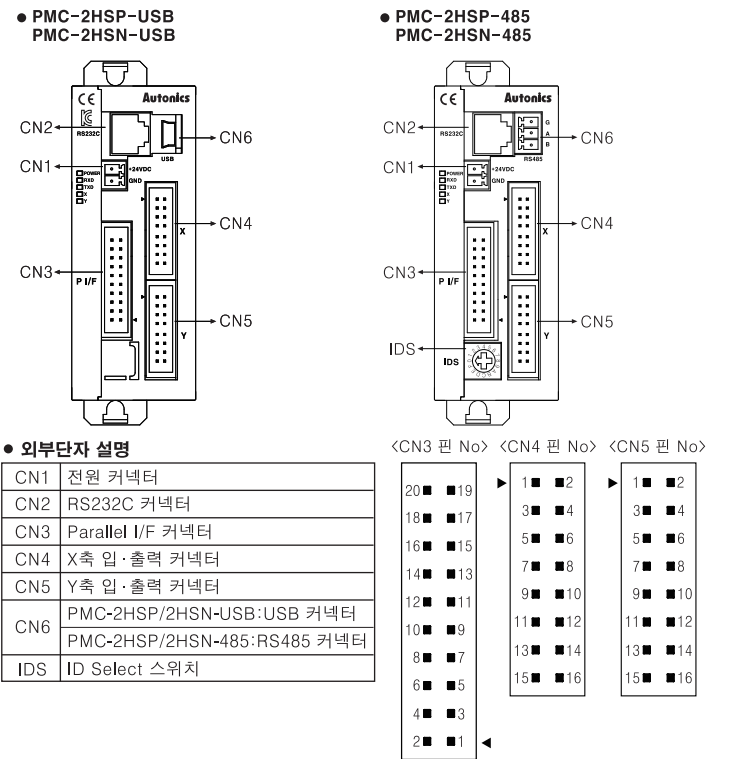 ● PMC-2HSP-USB
PMC-2HSN-USB
CE
Autonics
CN2
RS232C
USB
CN6
CN1
+24VDC
GND
POWER
RXD
TXD
X
Y
X
CN4
CN3
P I/F
Y
CN5
● PMC-2HSP-485
PMC-2HSN-485
CE
Autonics
CN2
RS232C
G
A
B
RS485
CN6
CN1
+24VDC
GND
POWER
RXD
TXD
X
Y
X
CN4
CN3
P I/F
Y
CN5
IDS
IDS
● 외부단자 설명
CN1 전원 커넥터
CN2 RS232C 커넥터
CN3 Parallel I/F 커넥터
CN4 X축 입·출력 커넥터
CN5 Y축 입·출력 커넥터
CN6 PMC-2HSP/2HSN-USB:USB 커넥터
PMC-2HSP/2HSN-485:RS485 커넥터
IDS ID Select 스위치
<CN3 핀 No>
20 19
18 17
16 15
14 13
12 11
10 9
8 7
6 5
4 3
2 1
<CN4 핀 No>
1 2
3 4
5 6
7 8
9 10
11 12
13 14
15 16
<CN5 핀 No>
1 2
3 4
5 6
7 8
9 10
11 12
13 14
15 16